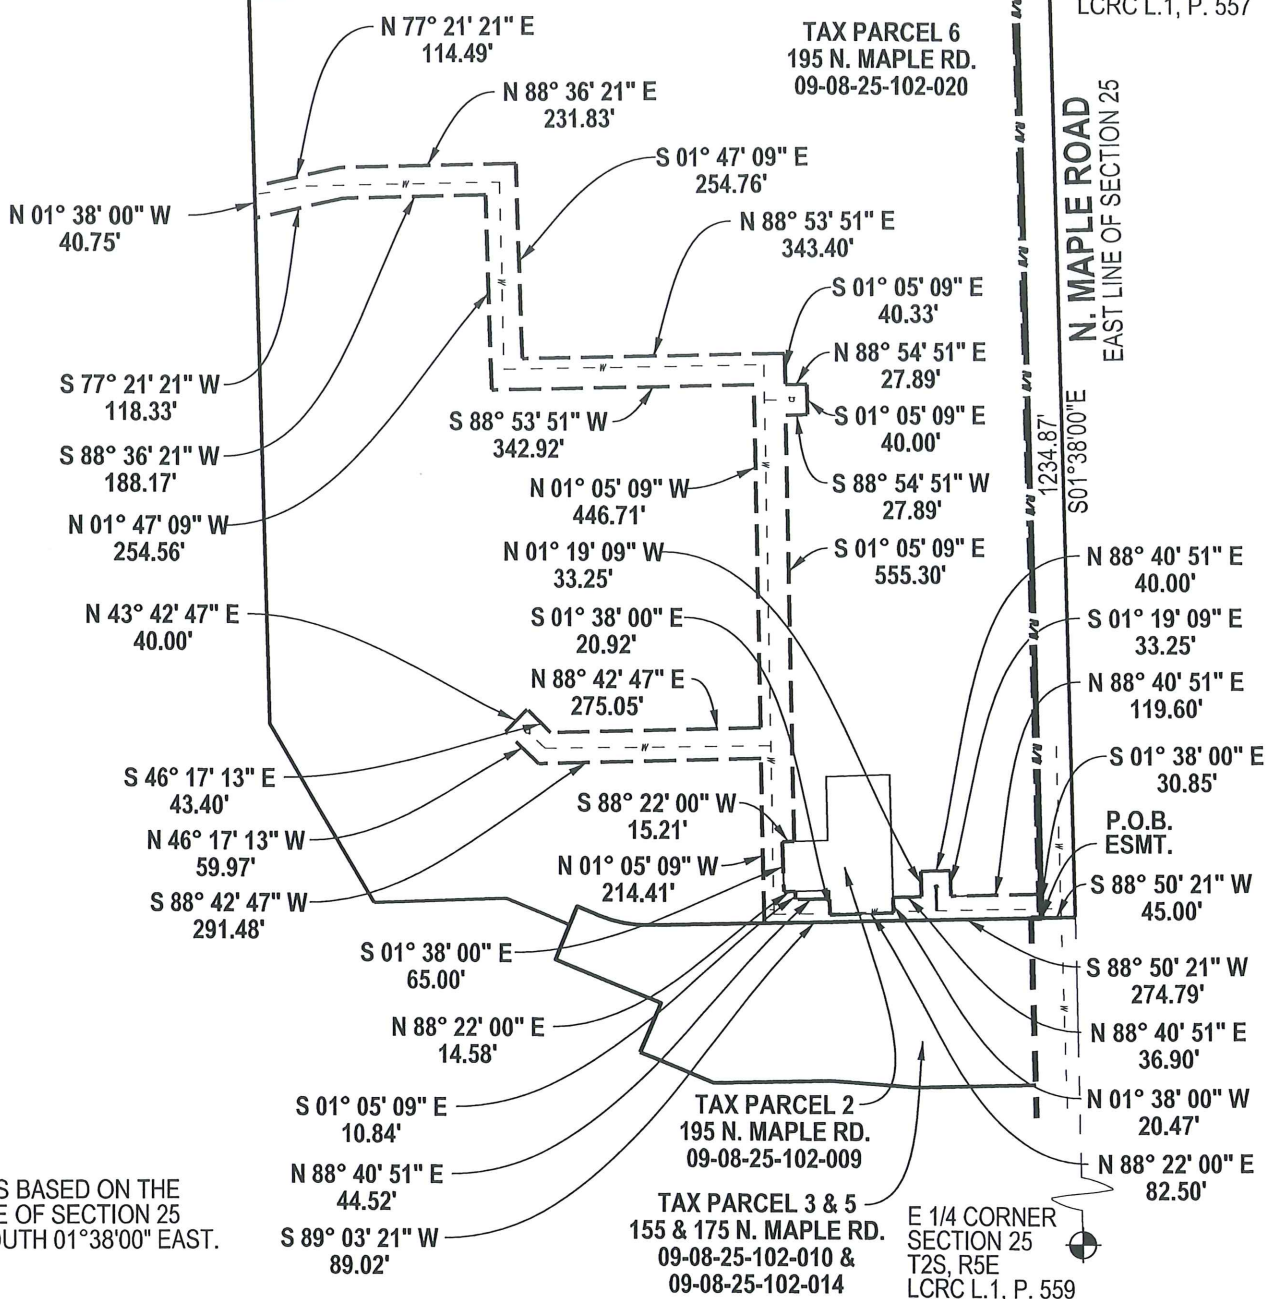 LCRC L.1, P. 557
N 77° 21' 21" E
114.49'
TAX PARCEL 6
195 N. MAPLE RD.
09-08-25-102-020
N 88° 36' 21" E
231.83'
N. MAPLE ROAD
EAST LINE OF SECTION 25
S 01° 47' 09" E
254.76'
N 01° 38' 00" W
40.75'
N 88° 53' 51" E
343.40'
S 01° 05' 09" E
40.33'
N 88° 54' 51" E
27.89'
S 77° 21' 21" W
118.33'
S 01° 05' 09" E
40.00'
S 88° 53' 51" W
342.92'
1234.87'
S01°38'00"E
S 88° 36' 21" W
188.17'
S 88° 54' 51" W
27.89'
N 01° 05' 09" W
446.71'
N 01° 47' 09" W
254.56'
N 01° 19' 09" W
33.25'
S 01° 05' 09" E
555.30'
N 88° 40' 51" E
40.00'
N 43° 42' 47" E
40.00'
S 01° 38' 00" E
20.92'
S 01° 19' 09" E
33.25'
N 88° 42' 47" E
275.05'
N 88° 40' 51" E
119.60'
S 46° 17' 13" E
43.40'
S 01° 38' 00" E
30.85'
S 88° 22' 00" W
15.21'
P.O.B.
ESMT.
N 46° 17' 13" W
59.97'
N 01° 05' 09" W
214.41'
S 88° 50' 21" W
45.00'
S 88° 42' 47" W
291.48'
S 01° 38' 00" E
65.00'
S 88° 50' 21" W
274.79'
N 88° 22' 00" E
14.58'
N 88° 40' 51" E
36.90'
S 01° 05' 09" E
10.84'
TAX PARCEL 2
195 N. MAPLE RD.
09-08-25-102-009
N 01° 38' 00" W
20.47'
N 88° 40' 51" E
44.52'
N 88° 22' 00" E
82.50'
S BASED ON THE
E OF SECTION 25
UTH 01°38'00" EAST.
S 89° 03' 21" W
89.02'
TAX PARCEL 3 & 5
155 & 175 N. MAPLE RD.
09-08-25-102-010 &
09-08-25-102-014
E 1/4 CORNER
SECTION 25
T2S, R5E
LCRC L.1, P. 559